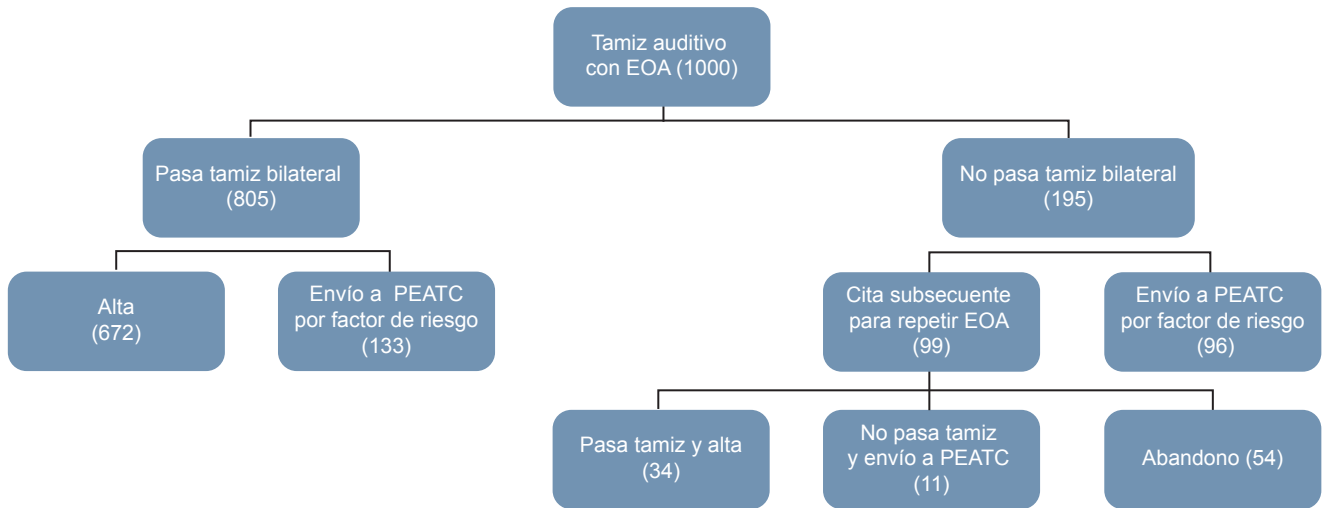 Tamiz auditivo
con EOA (1000)
Pasa tamiz bilateral
(805)
No pasa tamiz bilateral
(195)
Alta
(672)
Envío a PEATC
por factor de riesgo
(133)
Cita subsecuente
para repetir EOA
(99)
Envío a PEATC
por factor de riesgo
(96)
Pasa tamiz y alta
(34)
No pasa tamiz
y envío a PEATC
(11)
Abandono (54)